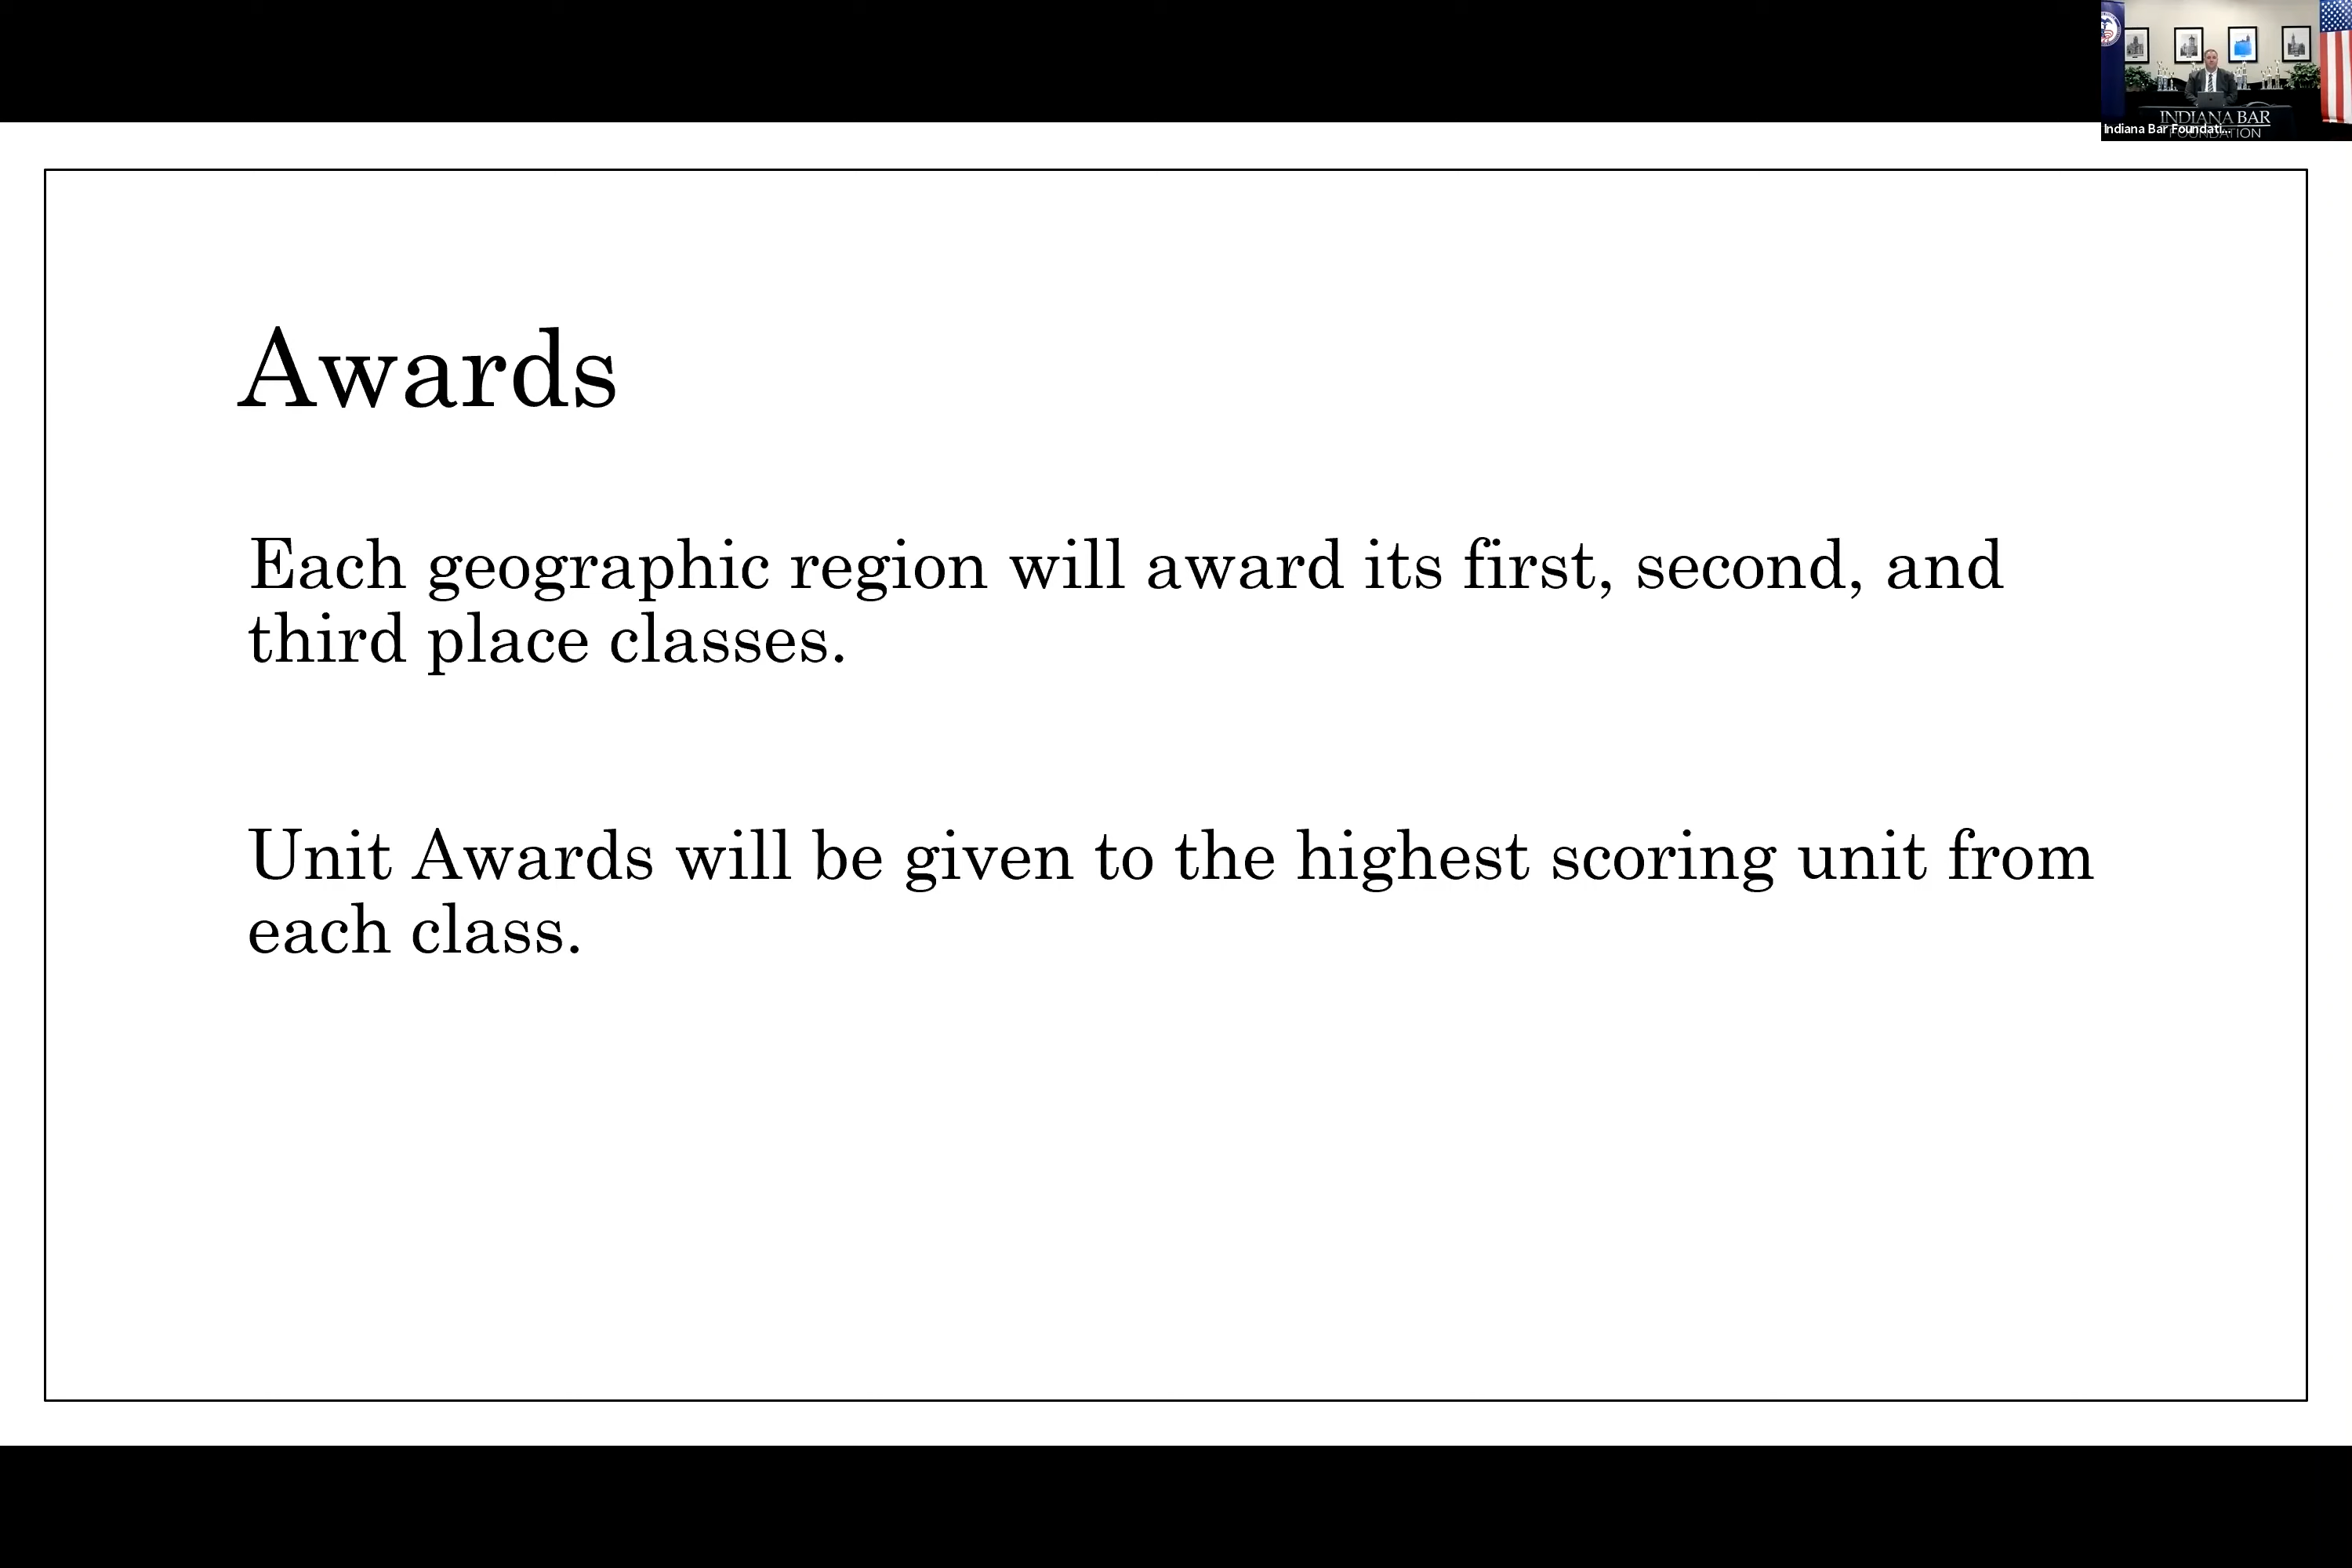 INDIANA BAR
FOUNDATION
Indiana Bar Foundati...
Awards
Each geographic region will award its first, second, and
third place classes.
Unit Awards will be given to the highest scoring unit from
each class.